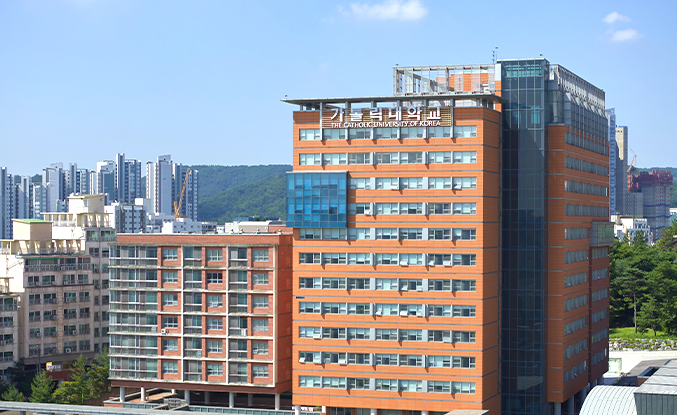 가톨릭대학교
THE CATHOLIC UNIVERSITY OF KOREA